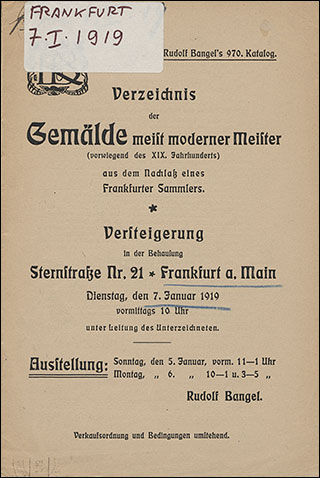 FRANKFURT
7. I. 1919
Rudolf Bangel's 970. Katalog.
Verzeichnis
der
Gemälde meist moderner Meister
(vorwiegend des XIX. Jahrhunderts)
aus dem Nachlaß eines
Frankfurter Sammlers.
*
Versteigerung
in der Behausung
Sternstraße Nr. 21 * Frankfurt a. Main
Dienstag, den 7. Januar 1919
vormittags 10 Uhr
unter Leitung des Unterzeichneten.
Ausstellung: Sonntag, den 5. Januar, vorm. 11–1 Uhr
Montag, „ 6. „ 10–1 u. 3–5 „
Rudolf Bangel.
Verkaufsordnung und Bedingungen umstehend.